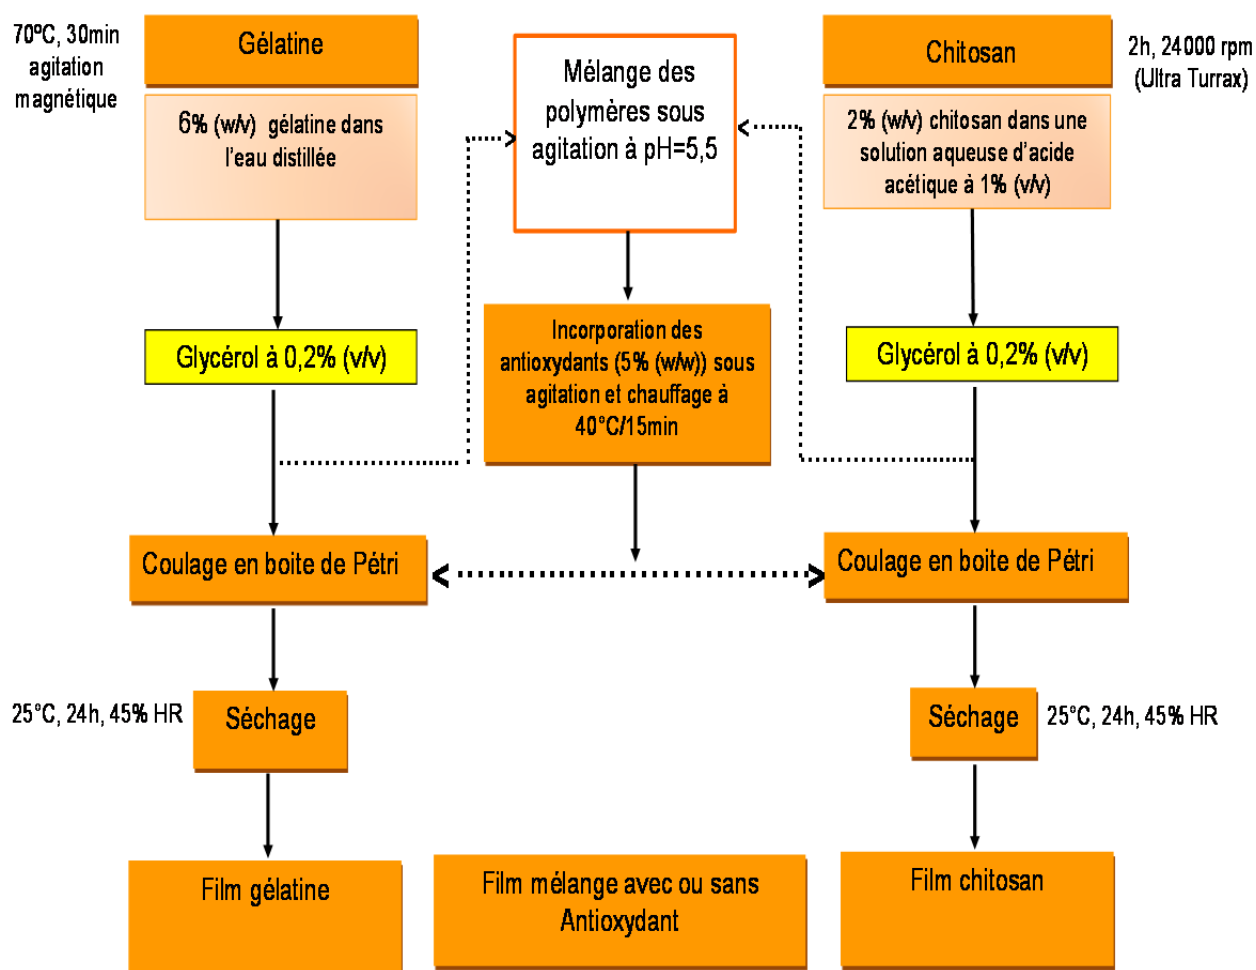 70ºC, 30min
agitation
magnétique
Gélatine
6% (w/v) gélatine dans
l'eau distillée
Mélange des
polymères sous
agitation à pH=5,5
Chitosan
2h, 24000 rpm
(Ultra Turrax)
2% (w/v) chitosan dans une
solution aqueuse d'acide
acétique à 1% (v/v)
Glycérol à 0,2% (v/v)
Incorporation des
antioxydants (5% (w/w)) sous
agitation et chauffage à
40°C/15min
Glycérol à 0,2% (v/v)
Coulage en boite de Pétri
Coulage en boite de Pétri
25°C, 24h, 45% HR
Séchage
Séchage
25°C, 24h, 45% HR
Film gélatine
Film mélange avec ou sans
Antioxydant
Film chitosan